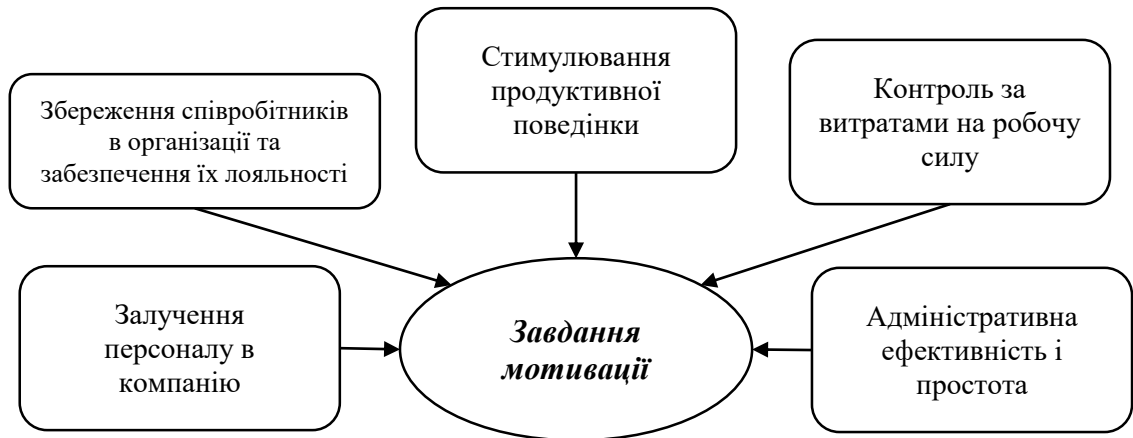 Стимулювання
продуктивної
поведінки
Контроль за
витратами на робочу
силу
Збереження співробітників
в організації та
забезпечення їх лояльності
Залучення
персоналу в
компанію
Завдання
мотивації
Адміністративна
ефективність і
простота